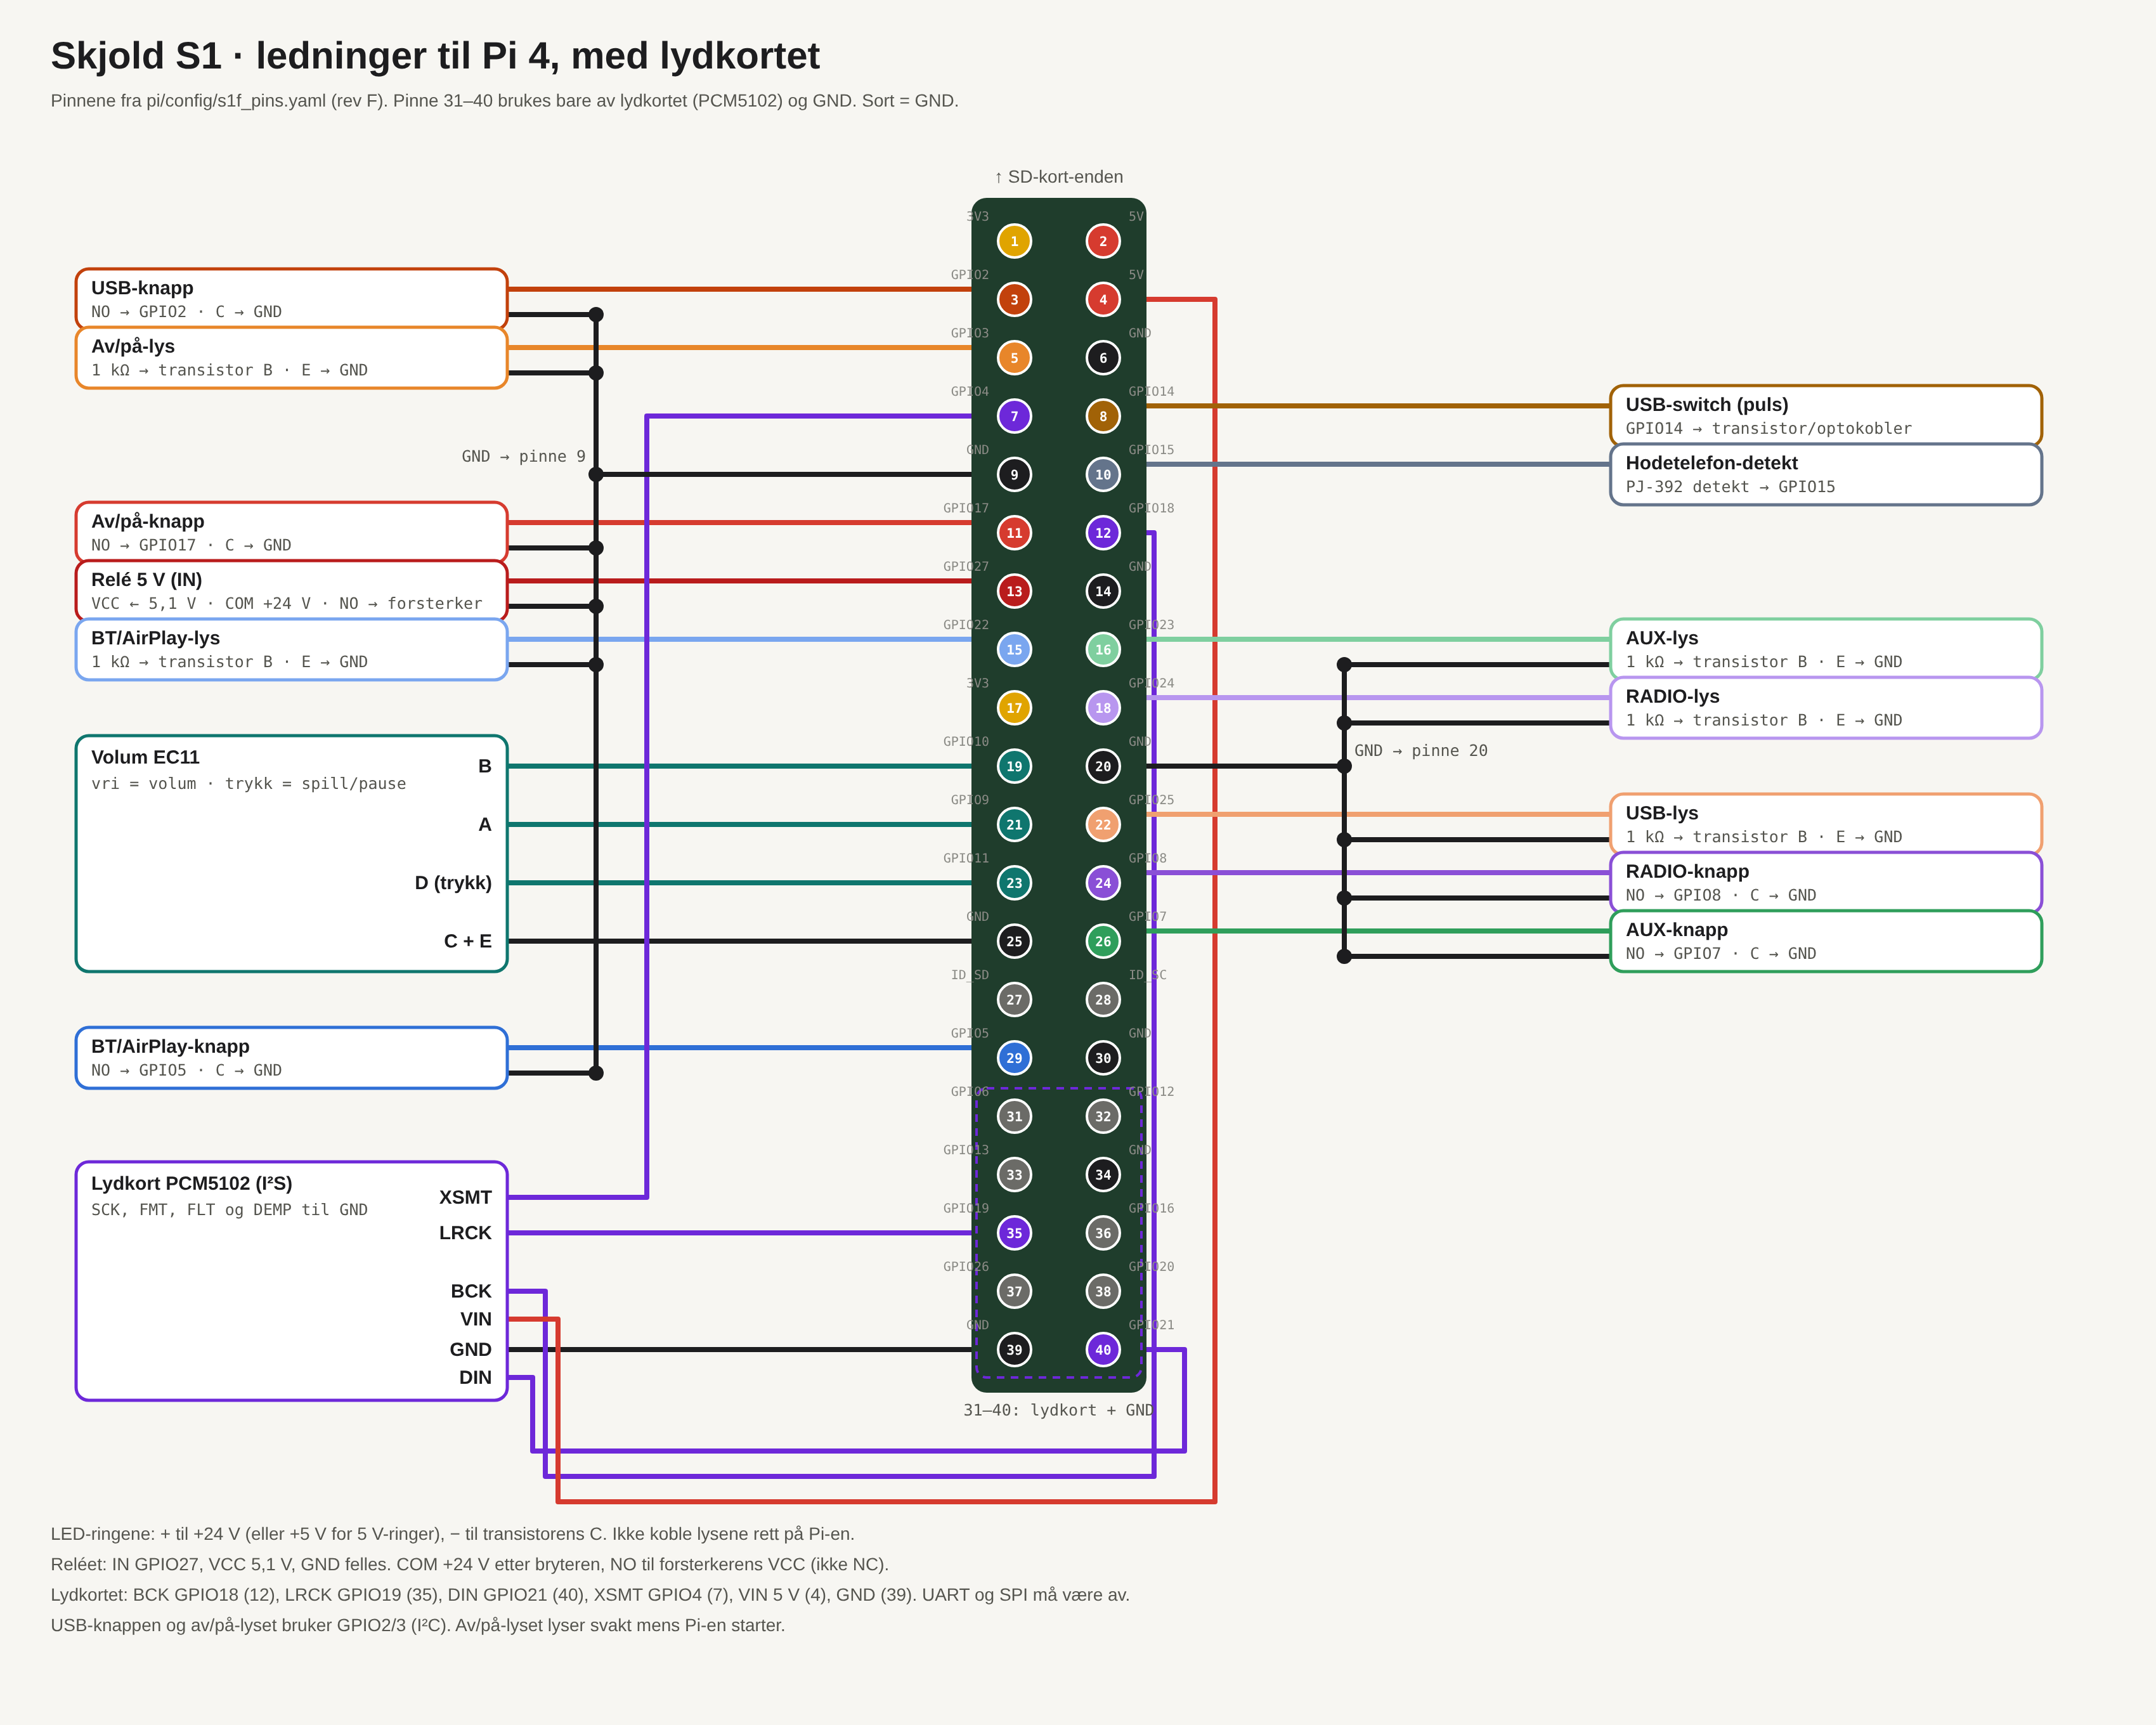 Skjold S1 · ledninger til Pi 4, med lydkortet
Pinnene fra pi/config/s1f_pins.yaml (rev F). Pinne 31–40 brukes bare av lydkortet (PCM5102) og GND. Sort = GND.
↑ SD-kort-enden
3V3 1 2 5V
GPIO2 3 4 5V
GPIO3 5 6 GND
GPIO4 7 8 GPIO14
GND 9 10 GPIO15
GPIO17 11 12 GPIO18
GPIO27 13 14 GND
GPIO22 15 16 GPIO23
3V3 17 18 GPIO24
GPIO10 19 20 GND
GPIO9 21 22 GPIO25
GPIO11 23 24 GPIO8
GND 25 26 GPIO7
ID_SD 27 28 ID_SC
GPIO5 29 30 GND
GPIO6 31 32 GPIO12
GPIO13 33 34 GND
GPIO19 35 36 GPIO16
GPIO26 37 38 GPIO20
GND 39 40 GPIO21
31–40: lydkort + GND
USB-knapp
NO → GPIO2 · C → GND
Av/på-lys
1 kΩ → transistor B · E → GND
GND → pinne 9
Av/på-knapp
NO → GPIO17 · C → GND
Relé 5 V (IN)
VCC ← 5,1 V · COM +24 V · NO → forsterker
BT/AirPlay-lys
1 kΩ → transistor B · E → GND
Volum EC11
vri = volum · trykk = spill/pause
B
A
D (trykk)
C + E
BT/AirPlay-knapp
NO → GPIO5 · C → GND
Lydkort PCM5102 (I²S)
SCK, FMT, FLT og DEMP til GND
XSMT
LRCK
BCK
VIN
GND
DIN
USB-switch (puls)
GPIO14 → transistor/optokobler
Hodetelefon-detekt
PJ-392 detekt → GPIO15
AUX-lys
1 kΩ → transistor B · E → GND
RADIO-lys
1 kΩ → transistor B · E → GND
GND → pinne 20
USB-lys
1 kΩ → transistor B · E → GND
RADIO-knapp
NO → GPIO8 · C → GND
AUX-knapp
NO → GPIO7 · C → GND
LED-ringene: + til +24 V (eller +5 V for 5 V-ringer), − til transistorens C. Ikke koble lysene rett på Pi-en.
Reléet: IN GPIO27, VCC 5,1 V, GND felles. COM +24 V etter bryteren, NO til forsterkerens VCC (ikke NC).
Lydkortet: BCK GPIO18 (12), LRCK GPIO19 (35), DIN GPIO21 (40), XSMT GPIO4 (7), VIN 5 V (4), GND (39). UART og SPI må være av.
USB-knappen og av/på-lyset bruker GPIO2/3 (I²C). Av/på-lyset lyser svakt mens Pi-en starter.